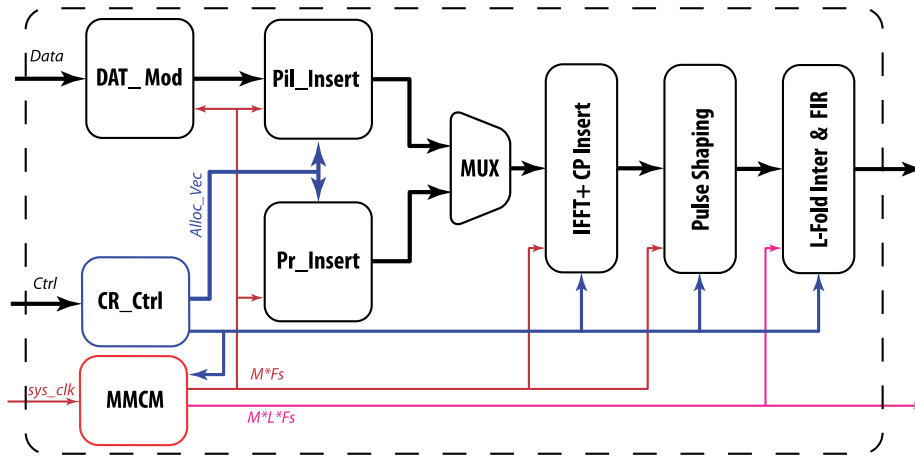 Data
DAT_ Mod
Pil_Insert
MUX
IFFT+ CP Insert
Pulse Shaping
L-Fold Inter & FIR
Alloc_Vec
Pr_Insert
Ctrl
CR_Ctrl
sys_clk
MMCM
M*Fs
M*L*Fs